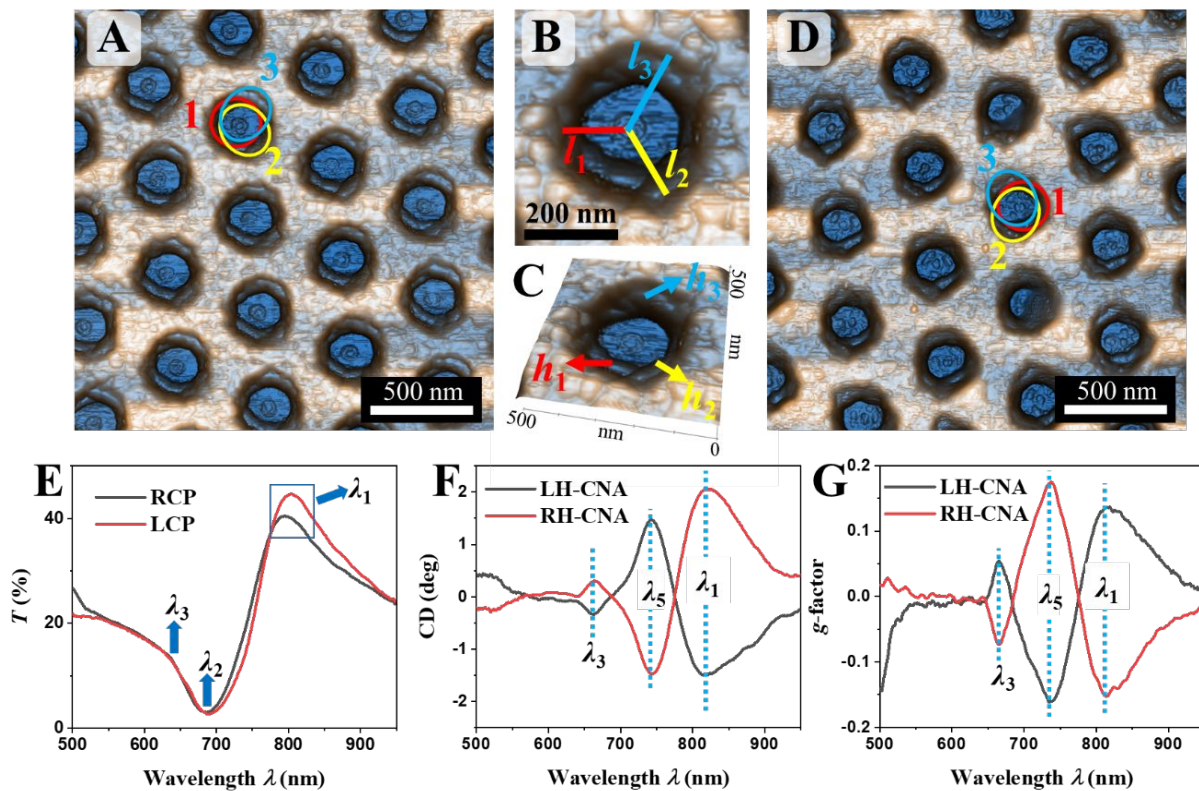 A
3
1
2
500 nm
B
l3
l1
l2
200 nm
C
h3
h1
h2
500
nm
500
nm
0
D
3
1
2
500 nm
E
RCP
LCP
λ1
λ3
λ2
T (%)
40
20
0
500 600 700 800 900
Wavelength λ (nm)
F
LH-CNA
RH-CNA
λ3
λ5
λ1
CD (deg)
2
1
0
-1
-2
500 600 700 800 900
Wavelength λ (nm)
G
LH-CNA
RH-CNA
λ3
λ5
λ1
g-factor
0.2
0.1
0.0
-0.1
-0.2
500 600 700 800 900
Wavelength λ (nm)